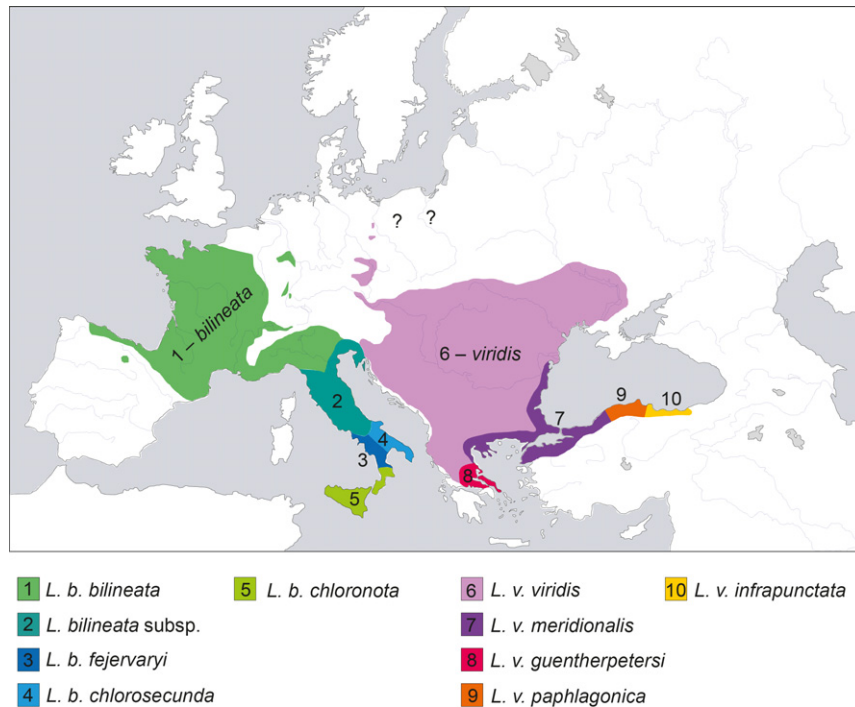 ? ?
1 – bilineata
6 – viridis
2
9
10
7
4
3
8
5
1 L. b. bilineata
5 L. b. chloronota
6 L. v. viridis
10 L. v. infrapunctata
2 L. bilineata subsp.
7 L. v. meridionalis
3 L. b. fejervaryi
8 L. v. guentherpetersi
4 L. b. chlorosecunda
9 L. v. paphlagonica